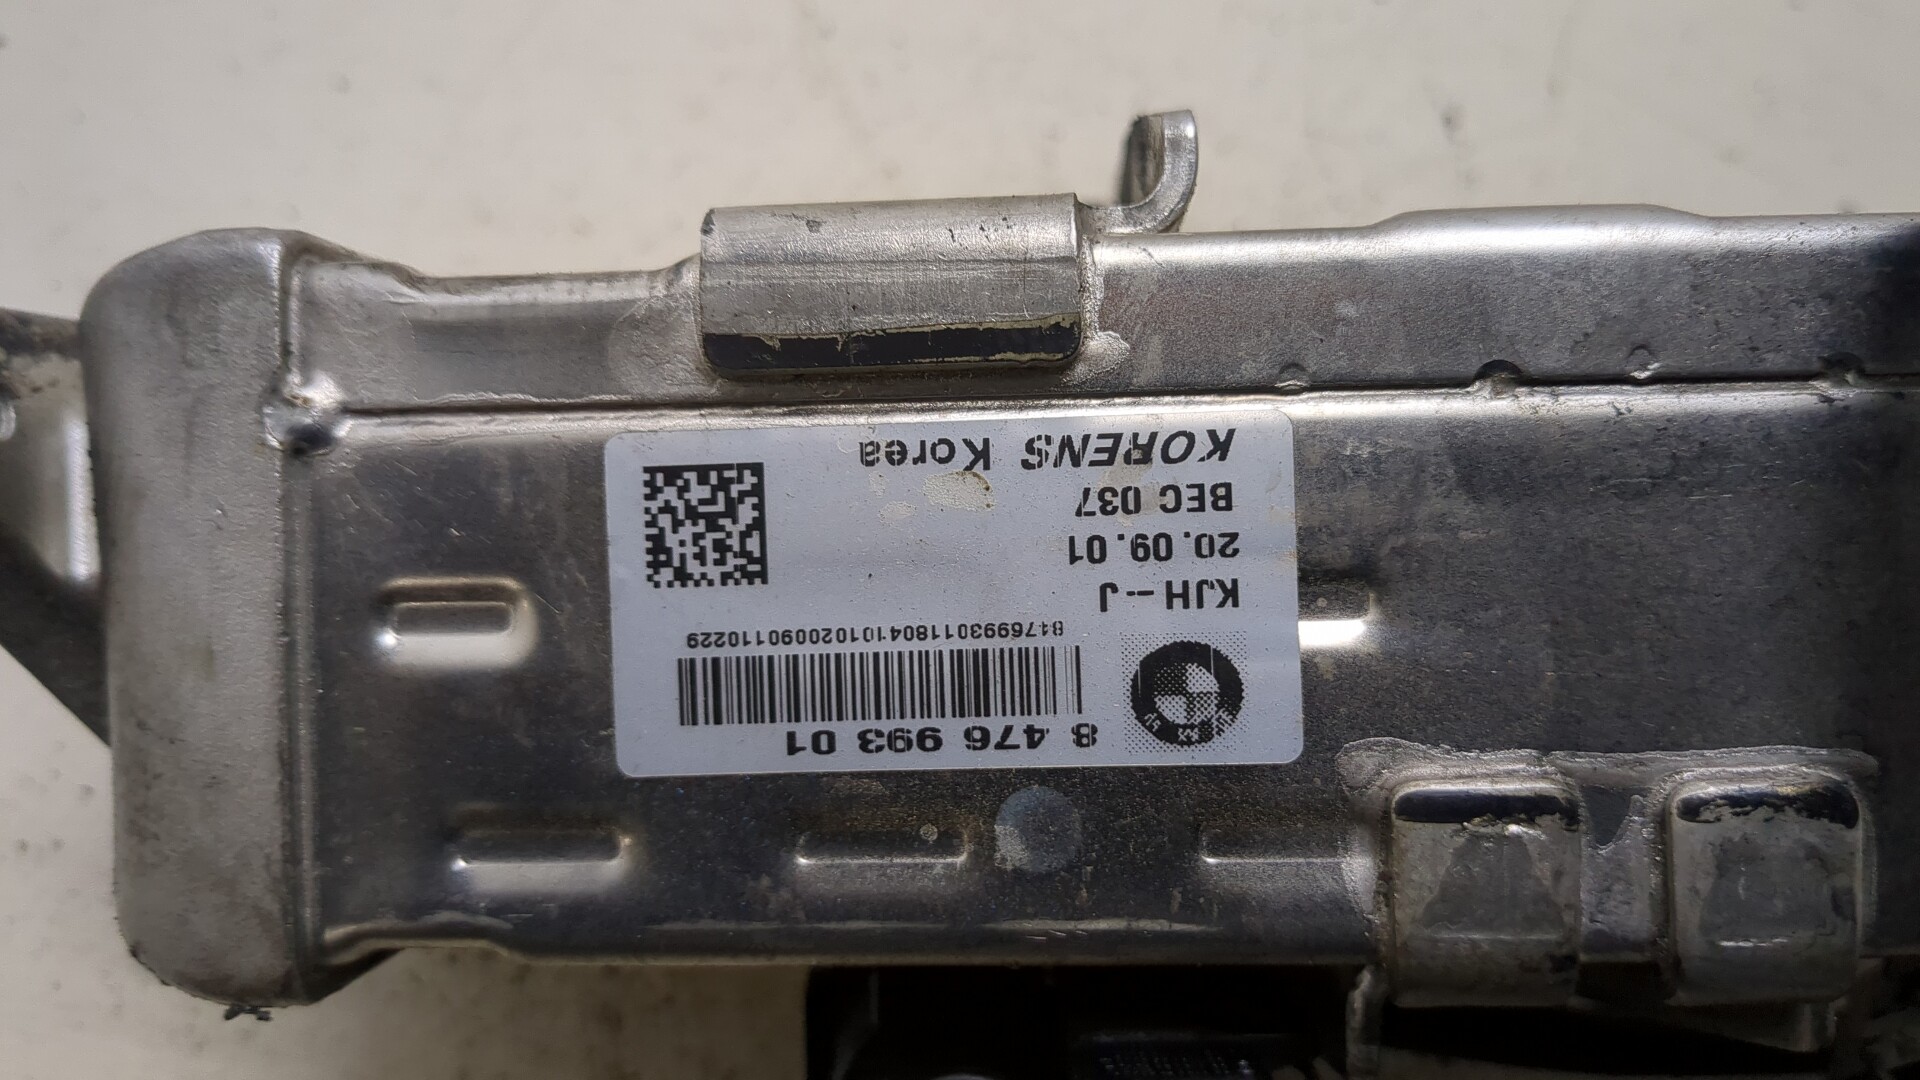 8 476 993 01
8476993011804101020090110229
KJH--J
20.09.01
BEC 037
KORENS Korea